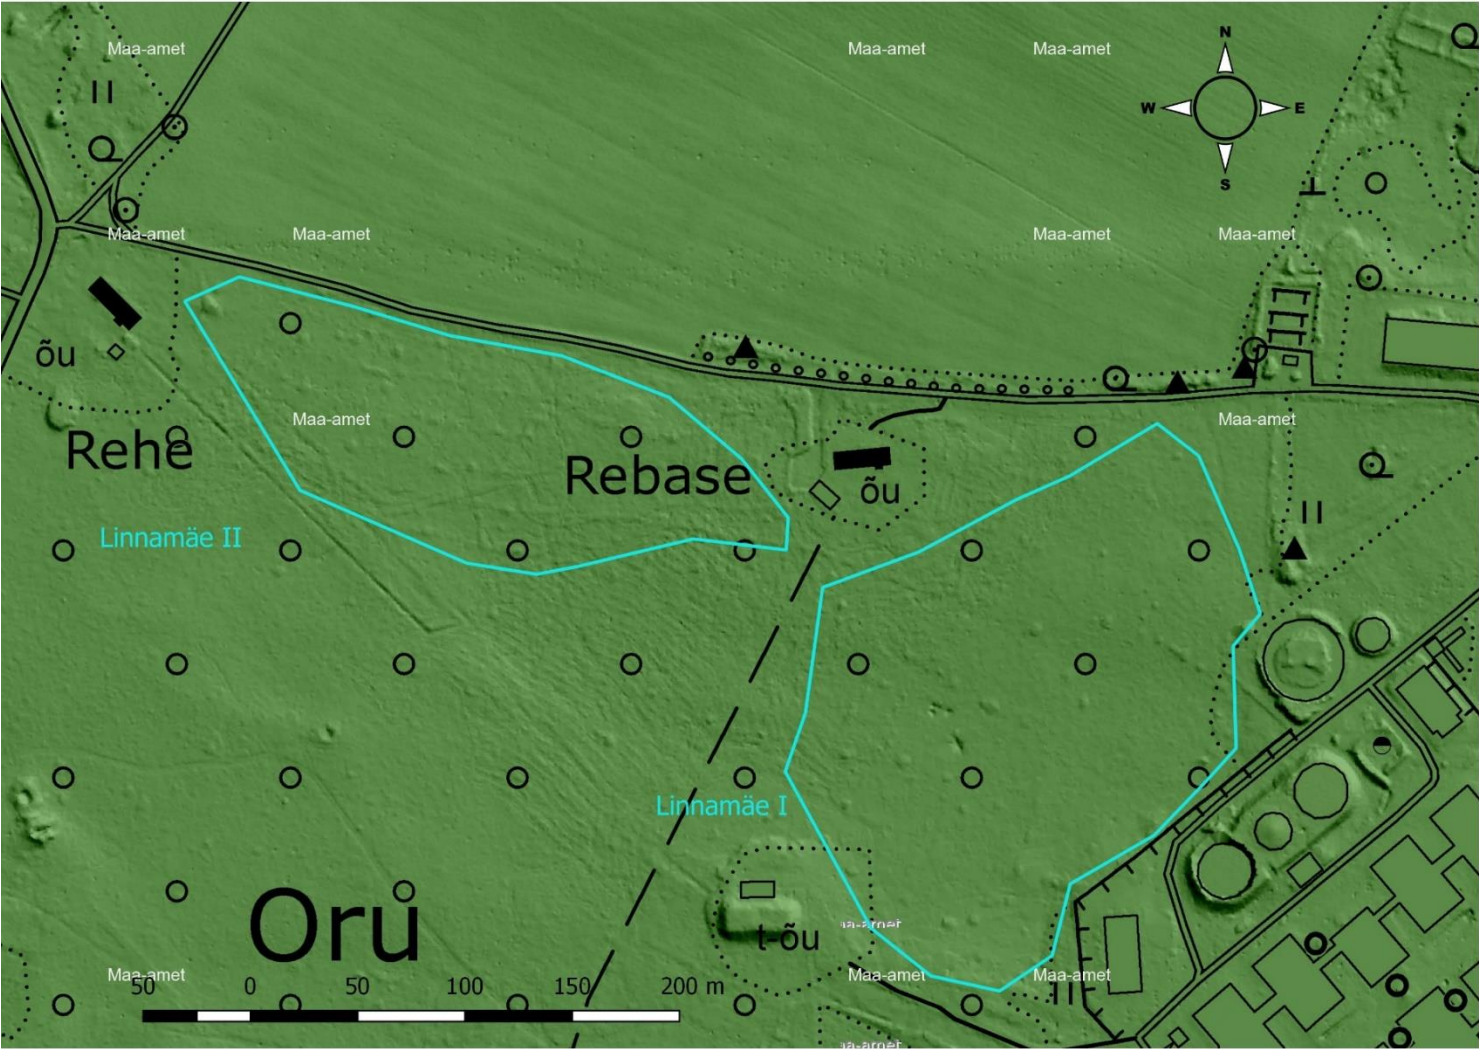 Maa-amet Maa-amet Maa-amet
N
W E
S
Maa-amet Maa-amet Maa-amet Maa-amet
õu
Maa-amet Maa-amet
Rehe
Rebase
õu
Linnamäe II
Linnamäe I
Oru
t-õu
Maa-amet Maa-amet Maa-amet
50 0 50 100 150 200 m